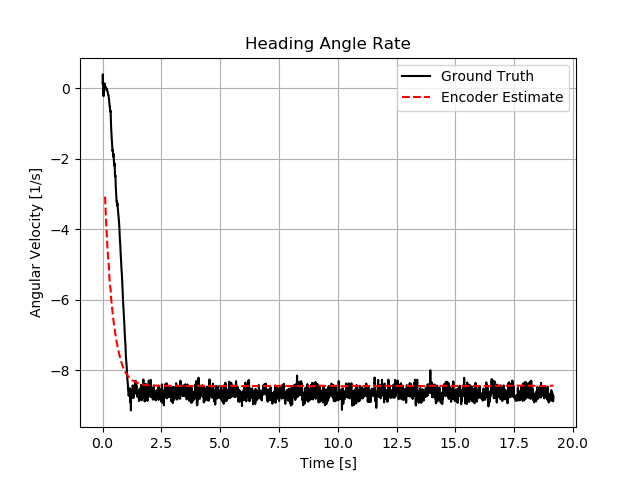 Heading Angle Rate
Ground Truth
Encoder Estimate
Angular Velocity [1/s]
0
−2
−4
−6
−8
0.0 2.5 5.0 7.5 10.0 12.5 15.0 17.5 20.0
Time [s]